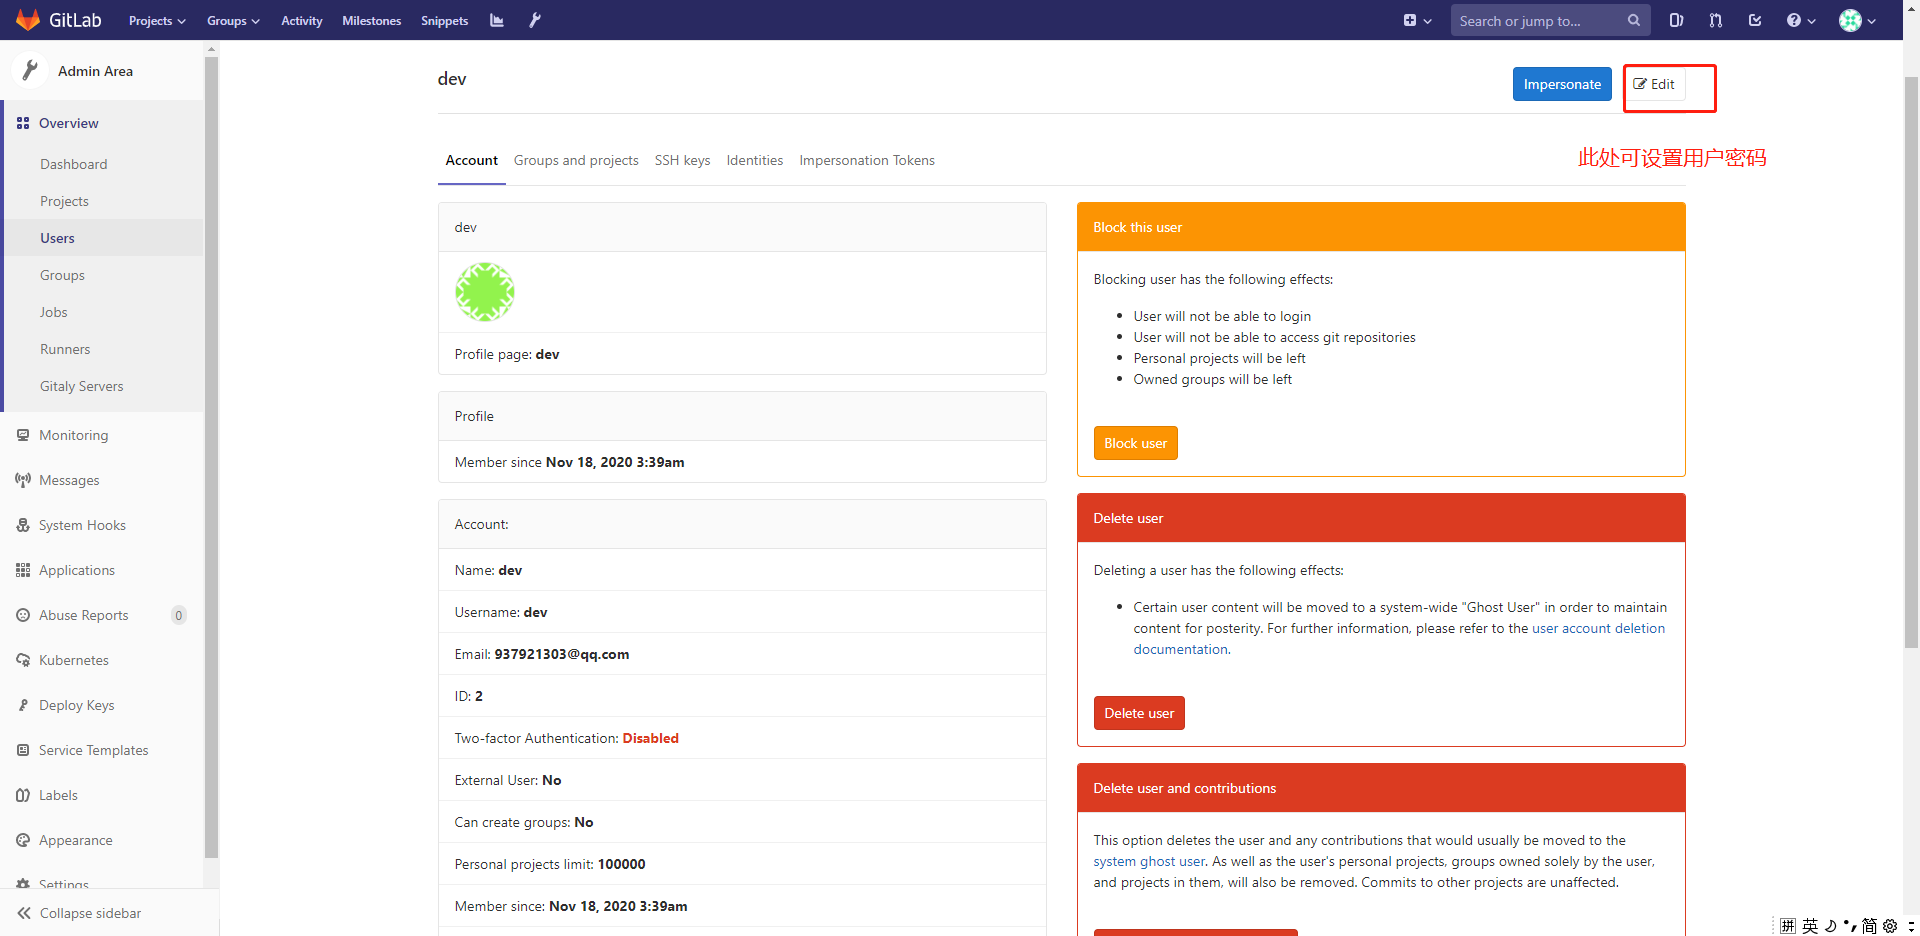 GitLab Projects Groups Activity Milestones Snippets Search or jump to...
Admin Area
Overview
Dashboard
Projects
Users
Groups
Jobs
Runners
Gitaly Servers
Monitoring
Messages
System Hooks
Applications
Abuse Reports 0
Kubernetes
Deploy Keys
Service Templates
Labels
Appearance
Settings
Collapse sidebar
dev
Impersonate Edit
此处可设置用户密码
Account Groups and projects SSH keys Identities Impersonation Tokens
dev
Profile page: dev
Profile
Member since Nov 18, 2020 3:39am
Account:
Name: dev
Username: dev
Email: 937921303@qq.com
ID: 2
Two-factor Authentication: Disabled
External User: No
Can create groups: No
Personal projects limit: 100000
Member since: Nov 18, 2020 3:39am
Block this user
Blocking user has the following effects:
User will not be able to login
User will not be able to access git repositories
Personal projects will be left
Owned groups will be left
Block user
Delete user
Deleting a user has the following effects:
Certain user content will be moved to a system-wide "Ghost User" in order to maintain
content for posterity. For further information, please refer to the user account deletion
documentation.
Delete user
Delete user and contributions
This option deletes the user and any contributions that would usually be moved to the
system ghost user. As well as the user's personal projects, groups owned solely by the user,
and projects in them, will also be removed. Commits to other projects are unaffected.
拼 英 简